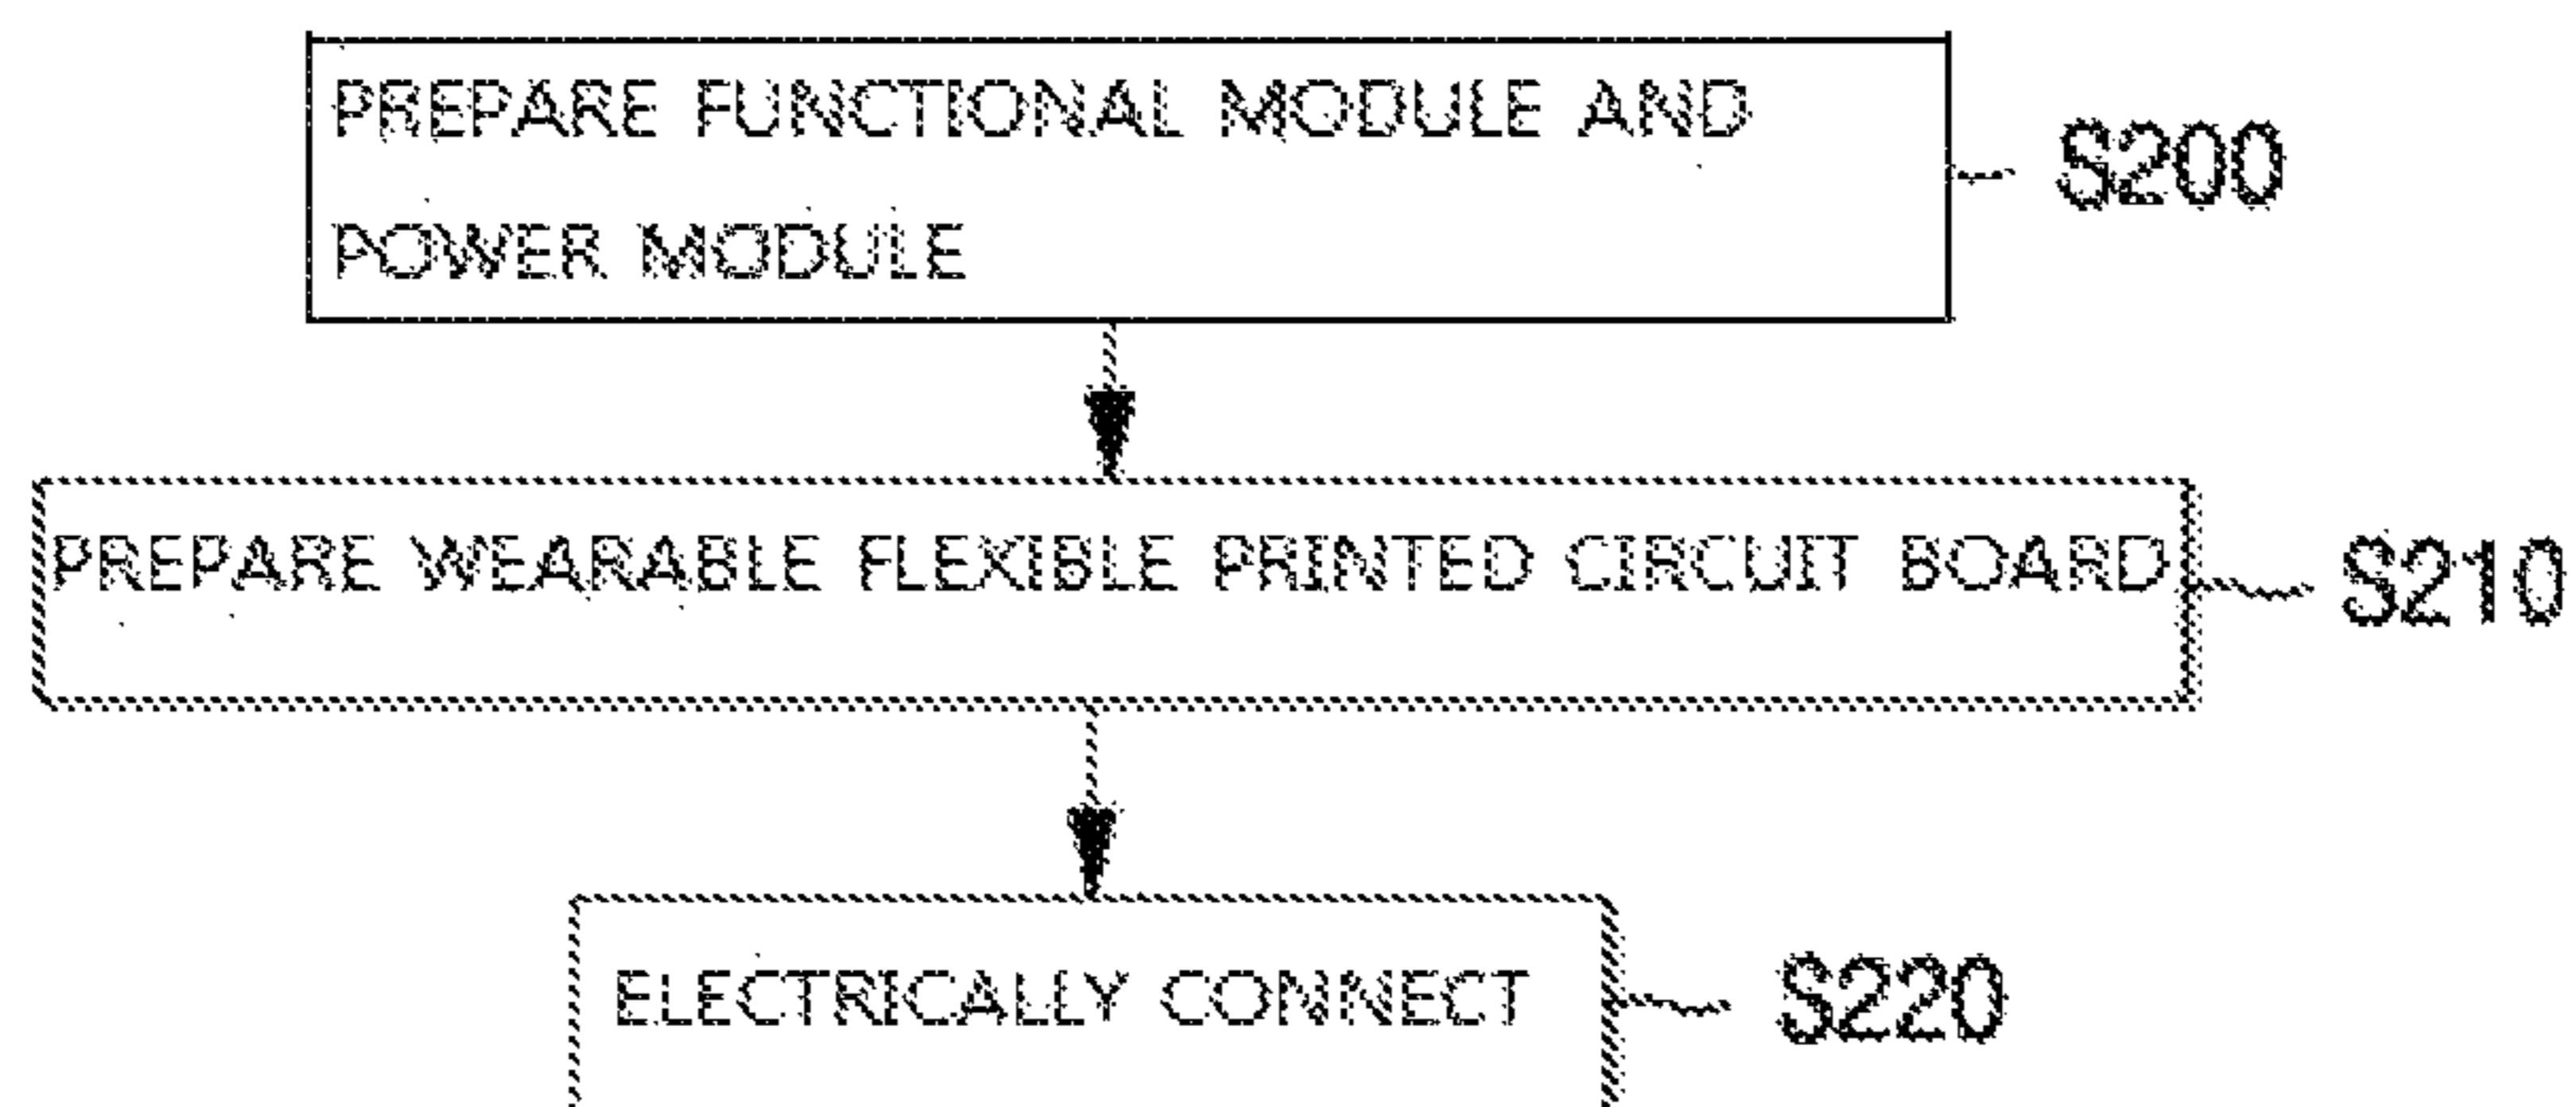 PREPARE FUNCTIONAL MODULE AND
POWER MODULE
S200
PREPARE WEARABLE FLEXIBLE PRINTED CIRCUIT BOARD
S210
ELECTRICALLY CONNECT
S220